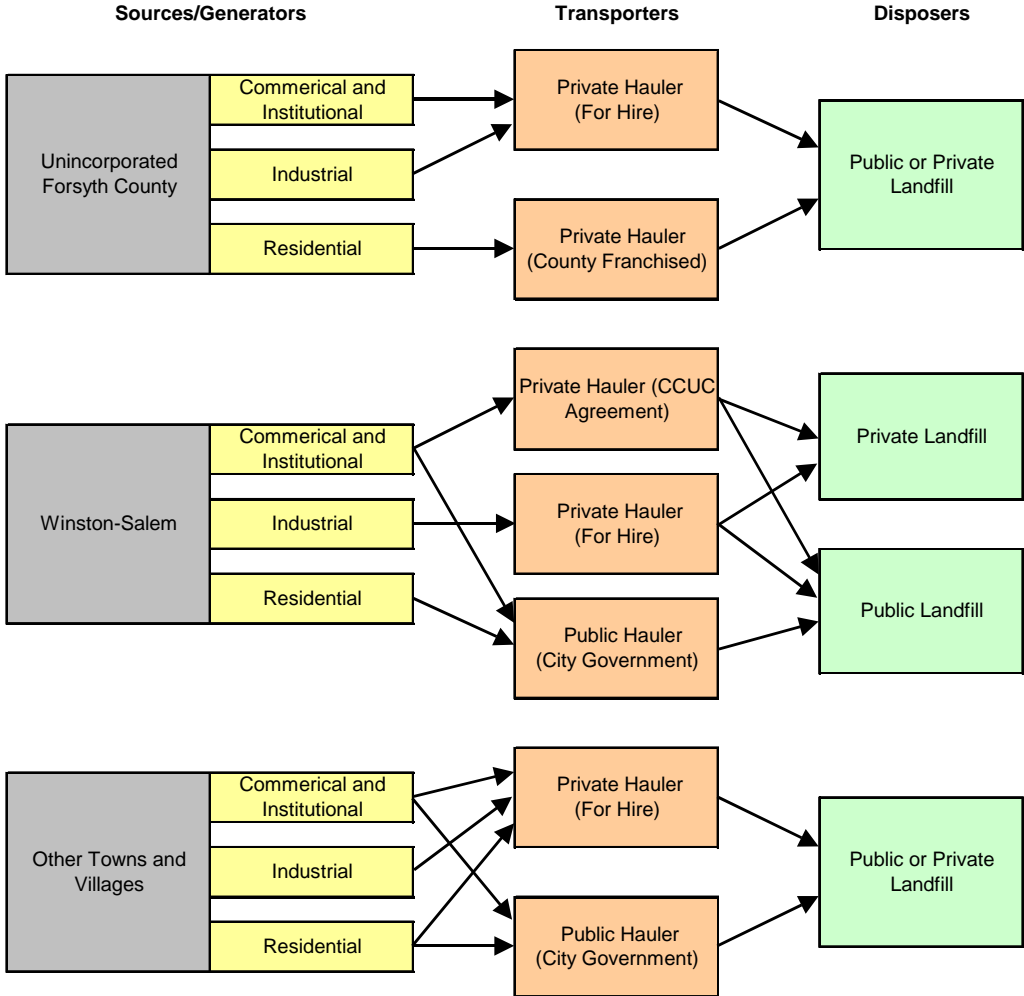 Sources/Generators
Transporters
Disposers
Unincorporated
Forsyth County
Commerical and
Institutional
Industrial
Residential
Private Hauler
(For Hire)
Private Hauler
(County Franchised)
Public or Private
Landfill
Winston-Salem
Commerical and
Institutional
Industrial
Residential
Private Hauler (CCUC
Agreement)
Private Hauler
(For Hire)
Public Hauler
(City Government)
Private Landfill
Public Landfill
Other Towns and
Villages
Commerical and
Institutional
Industrial
Residential
Private Hauler
(For Hire)
Public Hauler
(City Government)
Public or Private
Landfill